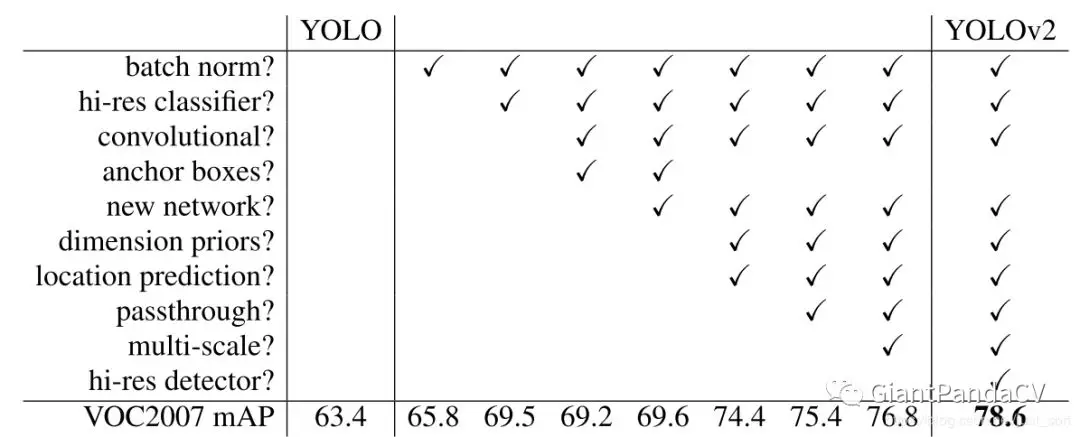 YOLO YOLOv2
batch norm? ✓ ✓ ✓ ✓ ✓ ✓ ✓ ✓
hi-res classifier? ✓ ✓ ✓ ✓ ✓ ✓ ✓
convolutional? ✓ ✓ ✓ ✓ ✓ ✓
anchor boxes? ✓ ✓
new network? ✓ ✓ ✓ ✓ ✓
dimension priors? ✓ ✓ ✓ ✓
location prediction? ✓ ✓ ✓ ✓
passthrough? ✓ ✓ ✓
multi-scale? ✓ ✓
hi-res detector? ✓
GiantPandaCV
VOC2007 mAP 63.4 65.8 69.5 69.2 69.6 74.4 75.4 76.8 78.6